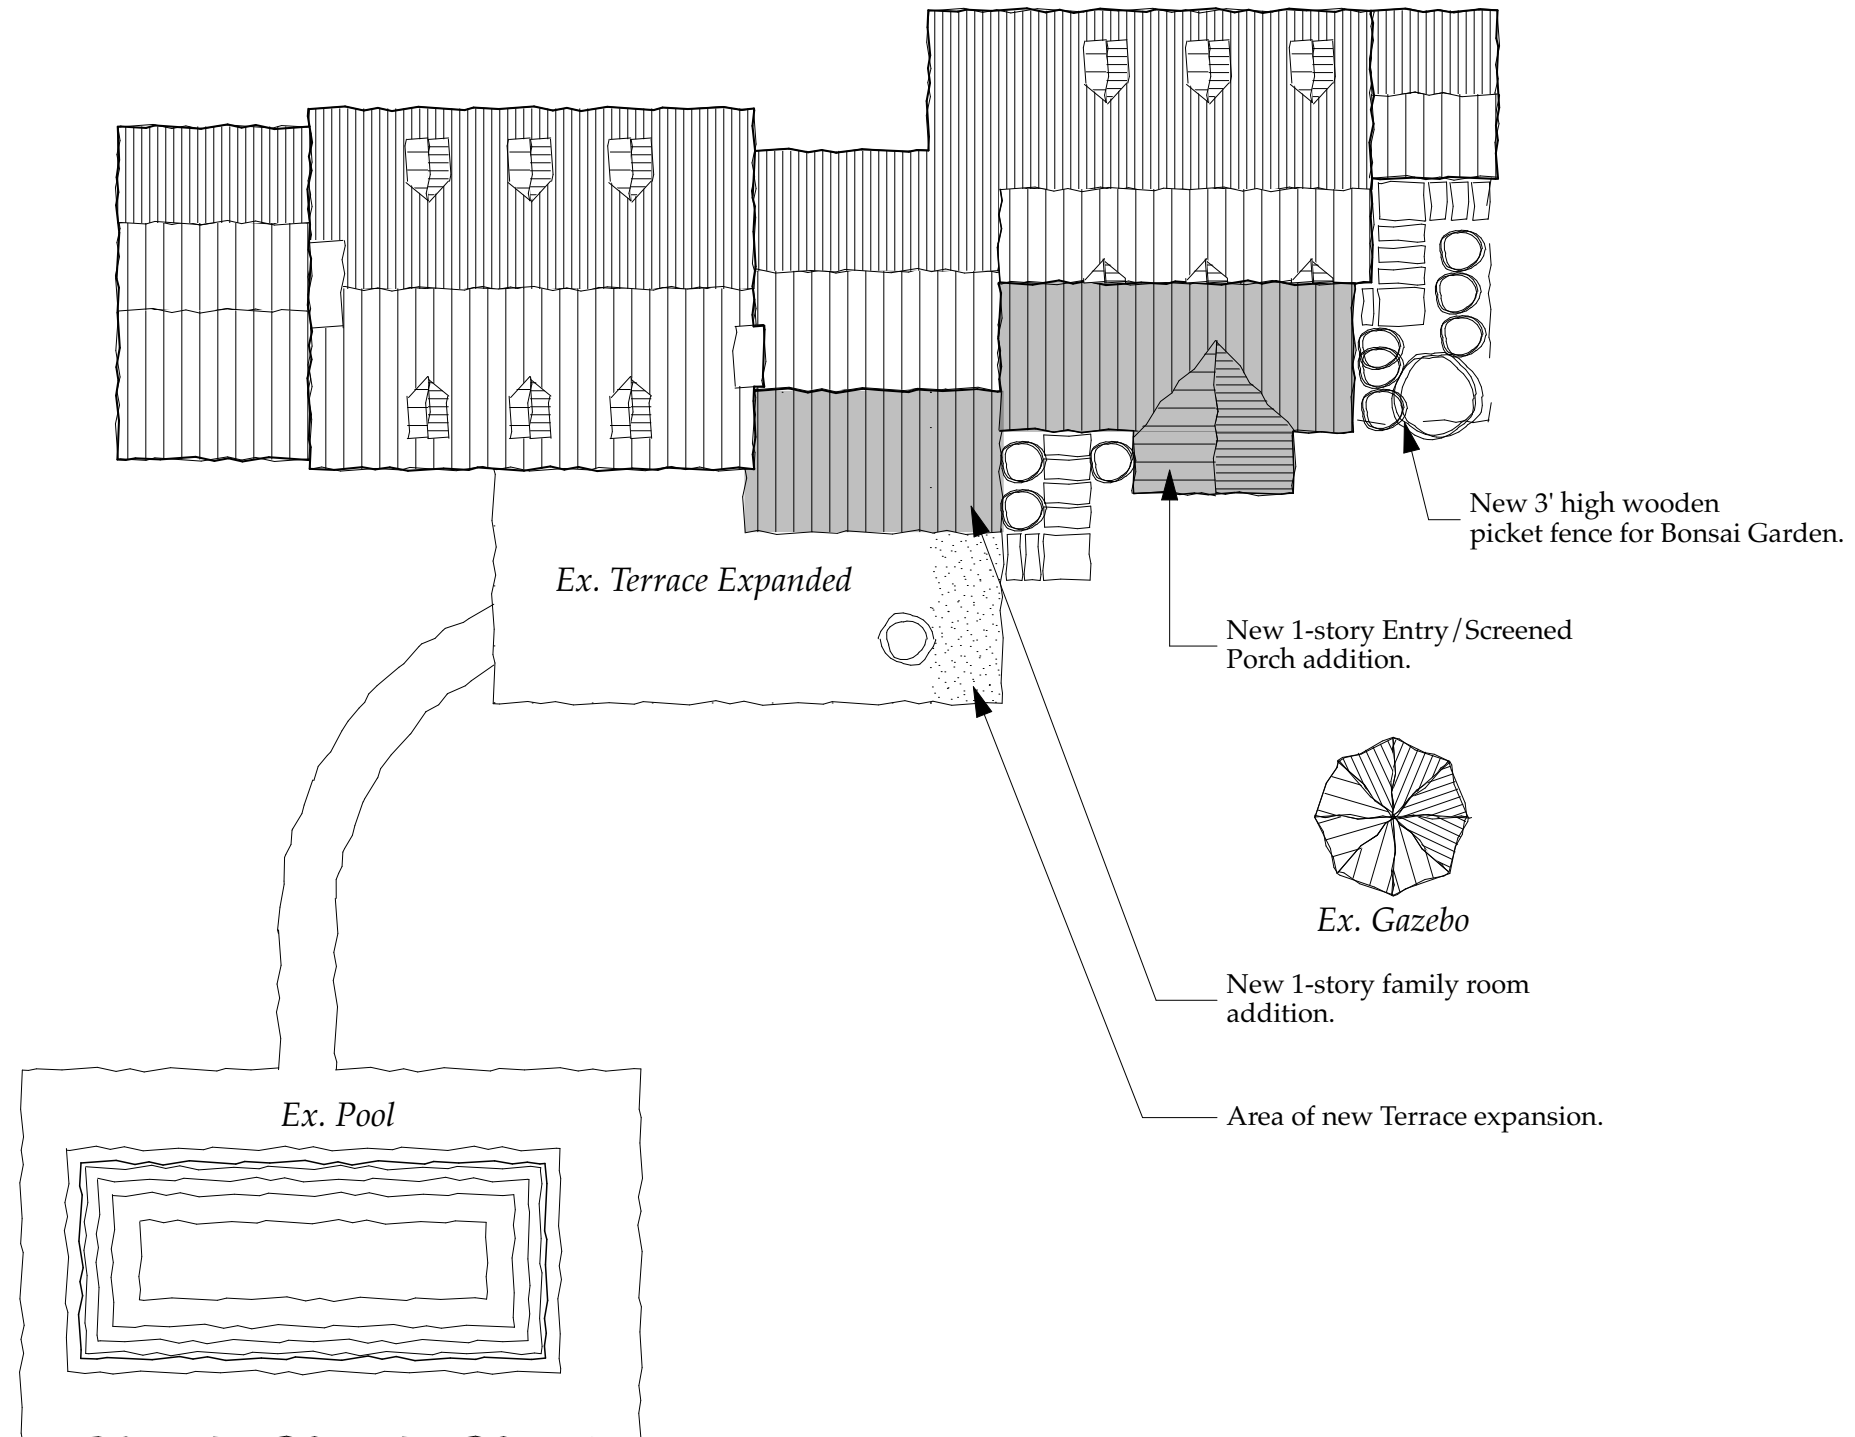 New 3' high wooden
picket fence for Bonsai Garden.
Ex. Terrace Expanded
New 1-story Entry/Screened
Porch addition.
Ex. Gazebo
New 1-story family room
addition.
Ex. Pool
Area of new Terrace expansion.